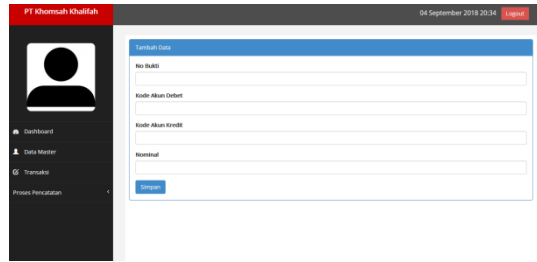 PT Khomsah Khalifah
04 September 2018 20:34 Logout
Tambah Data
No Bukti
Kode Akun Debet
Kode Akun Kredit
Nominal
Simpan
Dashboard
Data Master
Transaksi
Proses Pencatatan